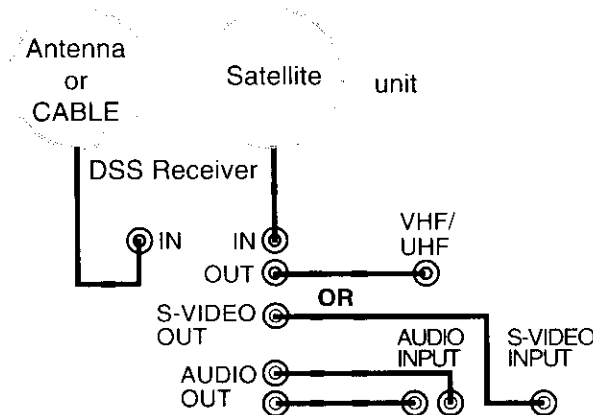 Antenna
or
CABLE
Satellite
unit
DSS Receiver
IN
IN
VHF/
UHF
OUT
OR
S-VIDEO
OUT
AUDIO
INPUT
S-VIDEO
INPUT
AUDIO
OUT